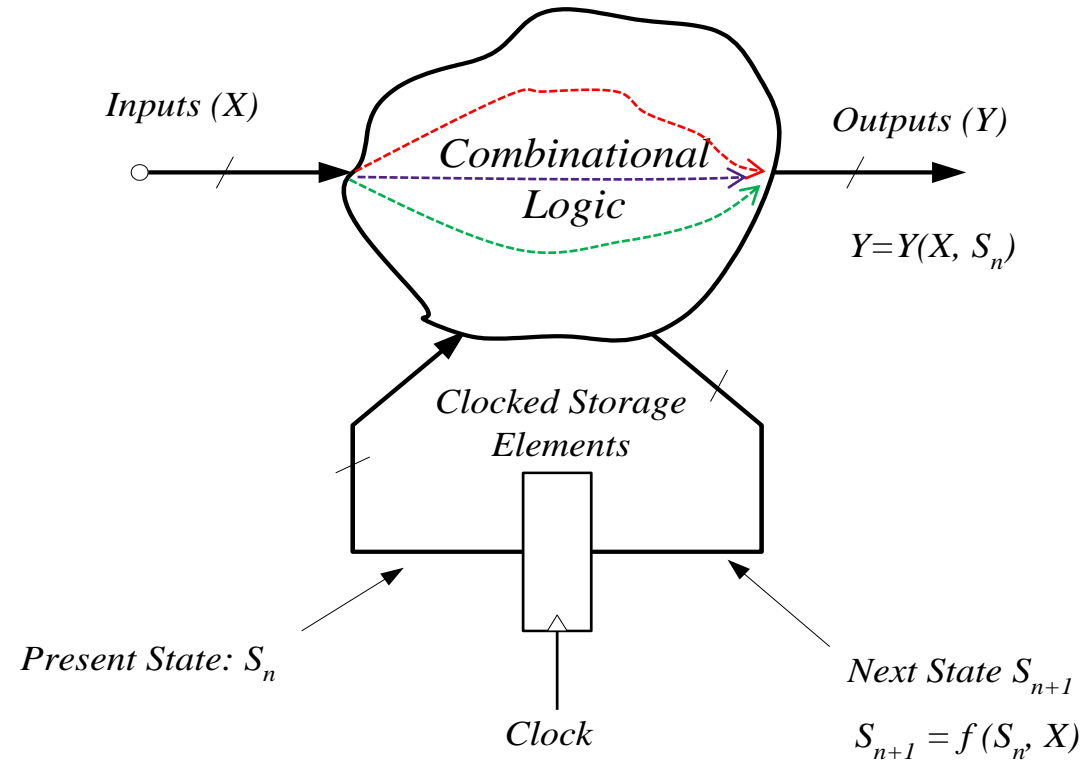 Inputs (X)
Outputs (Y)
Combinational
Logic
Y=Y(X, Sₙ)
Clocked Storage
Elements
Present State: Sₙ
Next State Sₙ₊₁
Clock
Sₙ₊₁ = f (Sₙ, X)